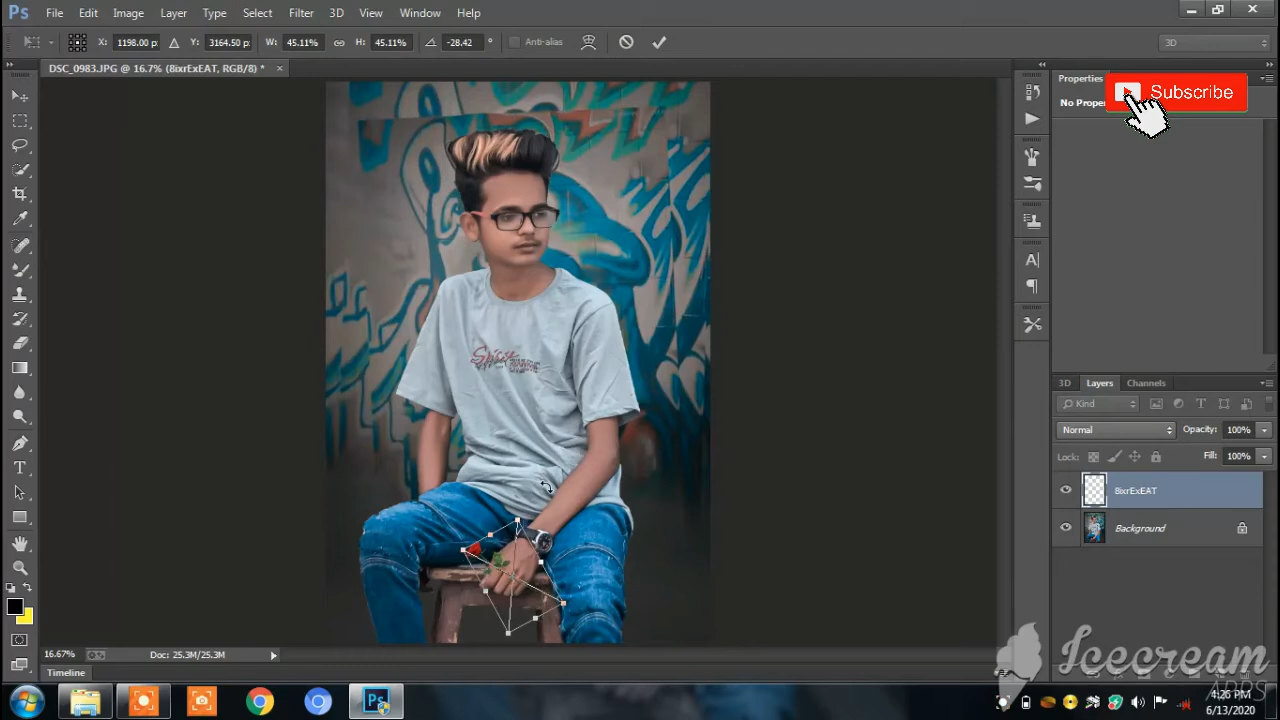 Ps File Edit Image Layer Type Select Filter 3D View Window Help
X: 1198.00 p: Y: 3164.50 p: W: 45.11% H: 45.11% -28.42 ° Anti-alias 3D
DSC_0983.JPG @ 16.7% (8ixrExEAT, RGB/8) * ×
Properties
Subscribe
No Proper
Spirit
3D Layers Channels
Kind
Normal Opacity: 100%
Lock: Fill: 100%
8ixrExEAT
Background
16.67% Doc: 25.3M/25.3M
Timeline
Icecream
APPS
Ps
4:26 PM
6/13/2020